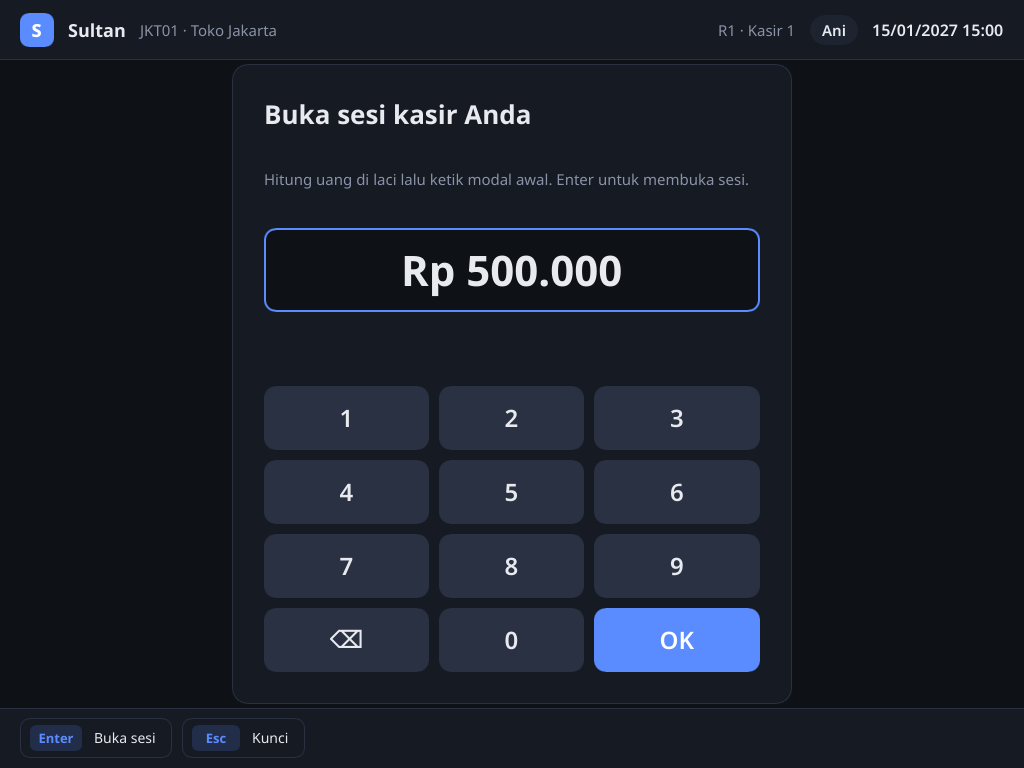 S Sultan JKT01 · Toko Jakarta R1 · Kasir 1 Ani 15/01/2027 15:00
Buka sesi kasir Anda
Hitung uang di laci lalu ketik modal awal. Enter untuk membuka sesi.
Rp 500.000
1 2 3
4 5 6
7 8 9
⌫ 0 OK
Enter Buka sesi Esc Kunci